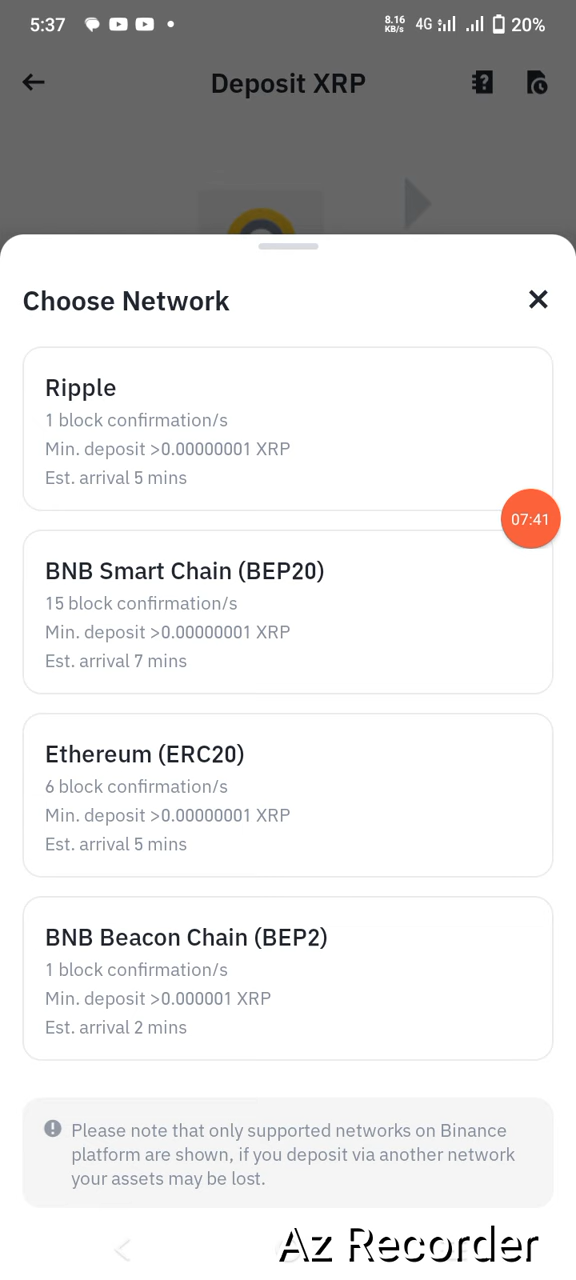 5:37
8.16 KB/s 4G 20%
Deposit XRP
Choose Network
Ripple
1 block confirmation/s
Min. deposit >0.00000001 XRP
Est. arrival 5 mins
07:41
BNB Smart Chain (BEP20)
15 block confirmation/s
Min. deposit >0.00000001 XRP
Est. arrival 7 mins
Ethereum (ERC20)
6 block confirmation/s
Min. deposit >0.00000001 XRP
Est. arrival 5 mins
BNB Beacon Chain (BEP2)
1 block confirmation/s
Min. deposit >0.000001 XRP
Est. arrival 2 mins
Please note that only supported networks on Binance
platform are shown, if you deposit via another network
your assets may be lost.
Az Recorder